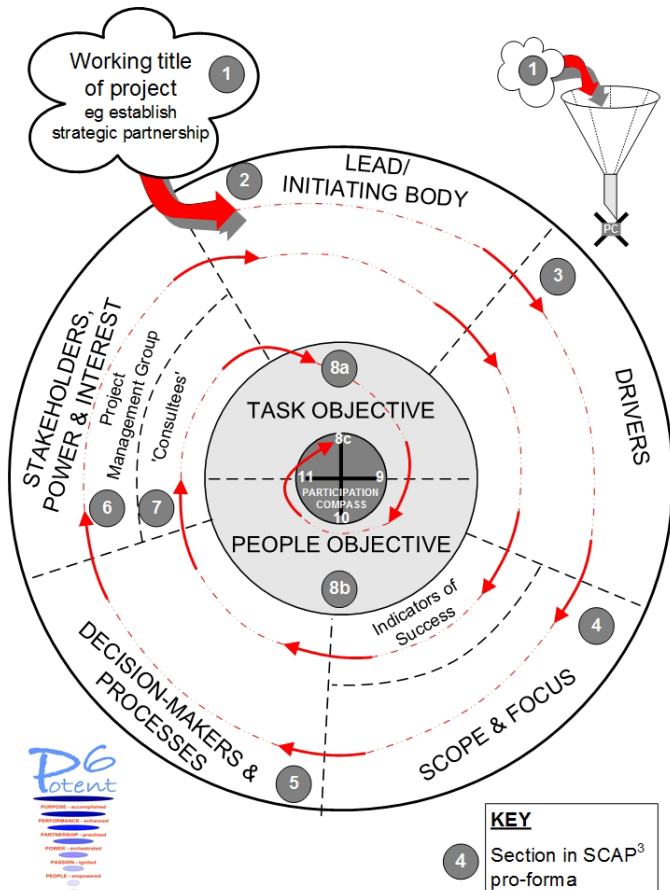 Working title
of project
eg establish
strategic partnership
1
1
PC
2
LEAD/
INITIATING BODY
3
DRIVERS
4
SCOPE & FOCUS
Indicators of
Success
5
DECISION-MAKERS &
PROCESSES
STAKEHOLDERS,
POWER & INTEREST
Project
Management Group
6
'Consultees'
7
8a
TASK OBJECTIVE
8c
11
9
PARTICIPATION
COMPASS
10
PEOPLE OBJECTIVE
8b
P6
otent
PURPOSE - accomplished
PERFORMANCE - enhanced
PARTNERSHIP - practised
POWER - orchestrated
PASSION - ignited
PEOPLE - empowered
KEY
4
Section in SCAP³
pro-forma